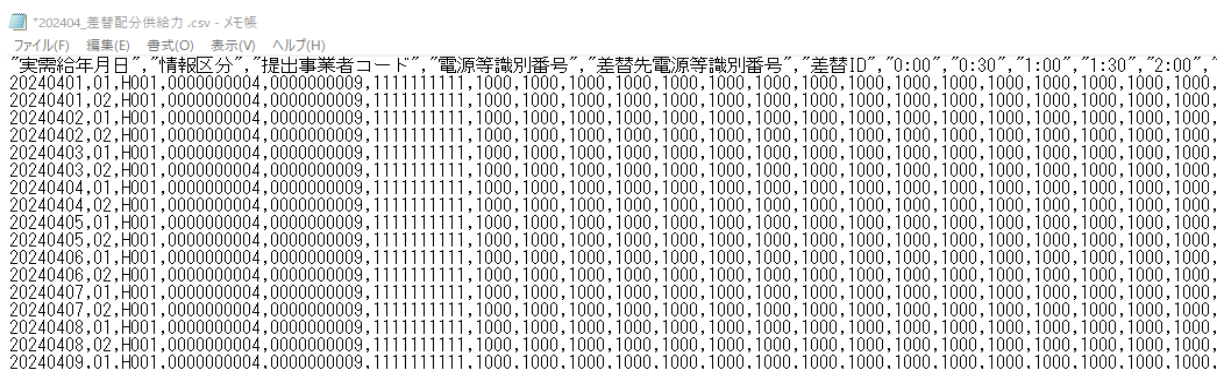 *202404_差替配分供給力 .csv - メモ帳
ファイル(F) 編集(E) 書式(O) 表示(V) ヘルプ(H)
"実需給年月日","情報区分","提出事業者コード","電源等識別番号","差替先電源等識別番号","差替ID","0:00","0:30","1:00","1:30","2:00","
20240401,01,H001,0000000004,0000000009,1111111111,1000,1000,1000,1000,1000,1000,1000,1000,1000,1000,1000,1000,1000,1000,1000,
20240401,02,H001,0000000004,0000000009,1111111111,1000,1000,1000,1000,1000,1000,1000,1000,1000,1000,1000,1000,1000,1000,1000,
20240402,01,H001,0000000004,0000000009,1111111111,1000,1000,1000,1000,1000,1000,1000,1000,1000,1000,1000,1000,1000,1000,1000,
20240402,02,H001,0000000004,0000000009,1111111111,1000,1000,1000,1000,1000,1000,1000,1000,1000,1000,1000,1000,1000,1000,1000,
20240403,01,H001,0000000004,0000000009,1111111111,1000,1000,1000,1000,1000,1000,1000,1000,1000,1000,1000,1000,1000,1000,1000,
20240403,02,H001,0000000004,0000000009,1111111111,1000,1000,1000,1000,1000,1000,1000,1000,1000,1000,1000,1000,1000,1000,1000,
20240404,01,H001,0000000004,0000000009,1111111111,1000,1000,1000,1000,1000,1000,1000,1000,1000,1000,1000,1000,1000,1000,1000,
20240404,02,H001,0000000004,0000000009,1111111111,1000,1000,1000,1000,1000,1000,1000,1000,1000,1000,1000,1000,1000,1000,1000,
20240405,01,H001,0000000004,0000000009,1111111111,1000,1000,1000,1000,1000,1000,1000,1000,1000,1000,1000,1000,1000,1000,1000,
20240405,02,H001,0000000004,0000000009,1111111111,1000,1000,1000,1000,1000,1000,1000,1000,1000,1000,1000,1000,1000,1000,1000,
20240406,01,H001,0000000004,0000000009,1111111111,1000,1000,1000,1000,1000,1000,1000,1000,1000,1000,1000,1000,1000,1000,1000,
20240406,02,H001,0000000004,0000000009,1111111111,1000,1000,1000,1000,1000,1000,1000,1000,1000,1000,1000,1000,1000,1000,1000,
20240407,01,H001,0000000004,0000000009,1111111111,1000,1000,1000,1000,1000,1000,1000,1000,1000,1000,1000,1000,1000,1000,1000,
20240407,02,H001,0000000004,0000000009,1111111111,1000,1000,1000,1000,1000,1000,1000,1000,1000,1000,1000,1000,1000,1000,1000,
20240408,01,H001,0000000004,0000000009,1111111111,1000,1000,1000,1000,1000,1000,1000,1000,1000,1000,1000,1000,1000,1000,1000,
20240408,02,H001,0000000004,0000000009,1111111111,1000,1000,1000,1000,1000,1000,1000,1000,1000,1000,1000,1000,1000,1000,1000,
20240409,01,H001,0000000004,0000000009,1111111111,1000,1000,1000,1000,1000,1000,1000,1000,1000,1000,1000,1000,1000,1000,1000,